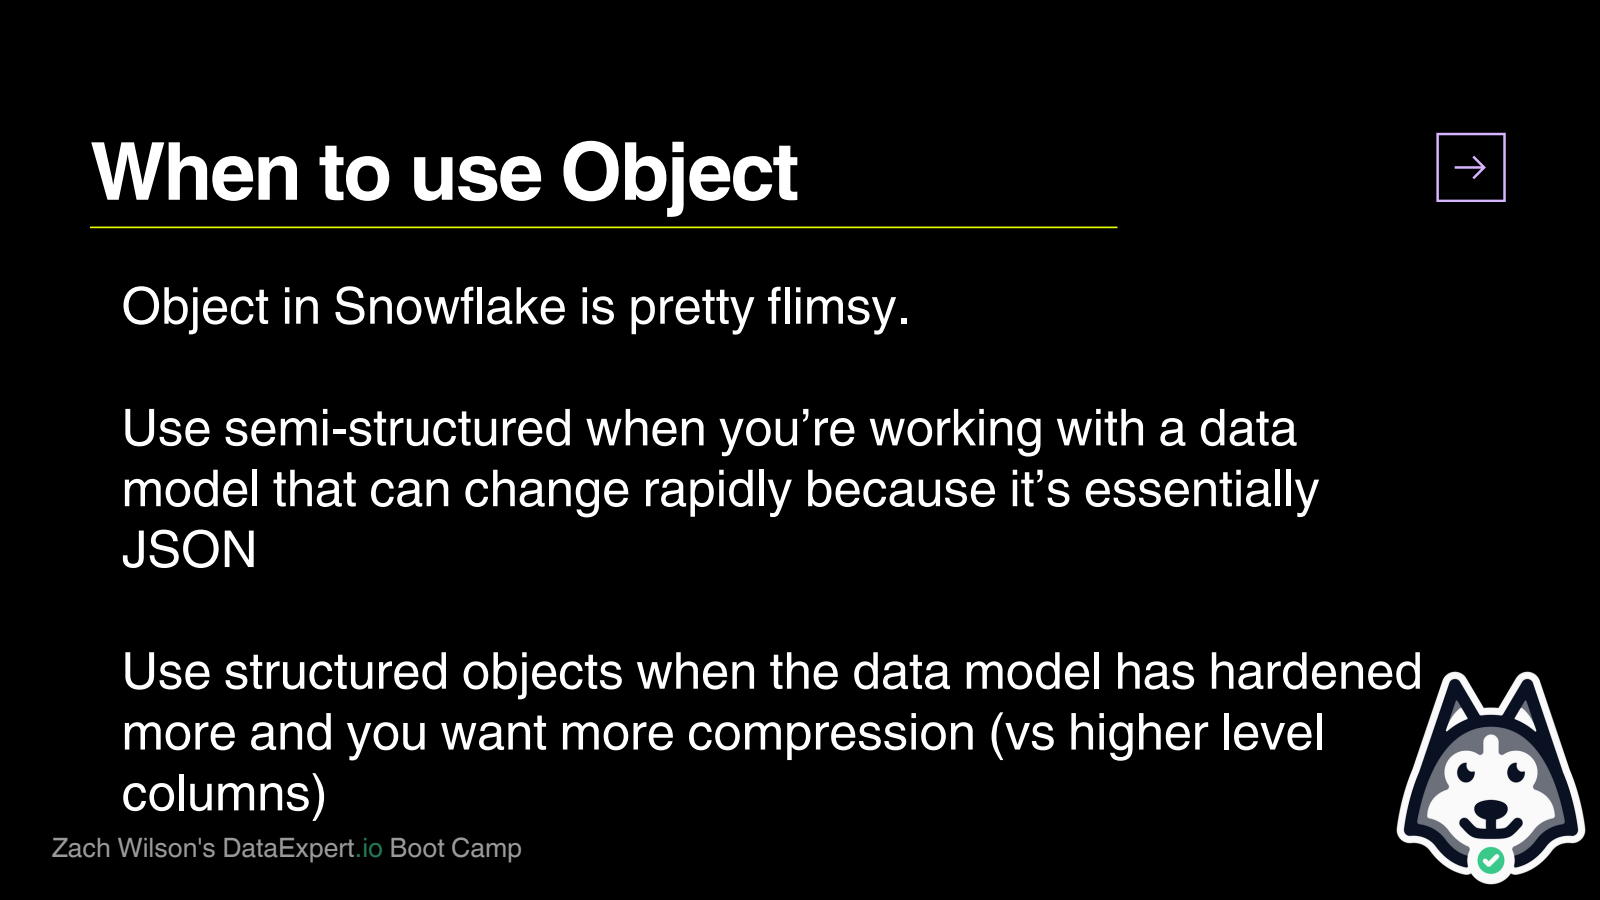 When to use Object
Object in Snowflake is pretty flimsy.
Use semi-structured when you’re working with a data
model that can change rapidly because it’s essentially
JSON
Use structured objects when the data model has hardened
more and you want more compression (vs higher level
columns)
Zach Wilson's DataExpert.io Boot Camp